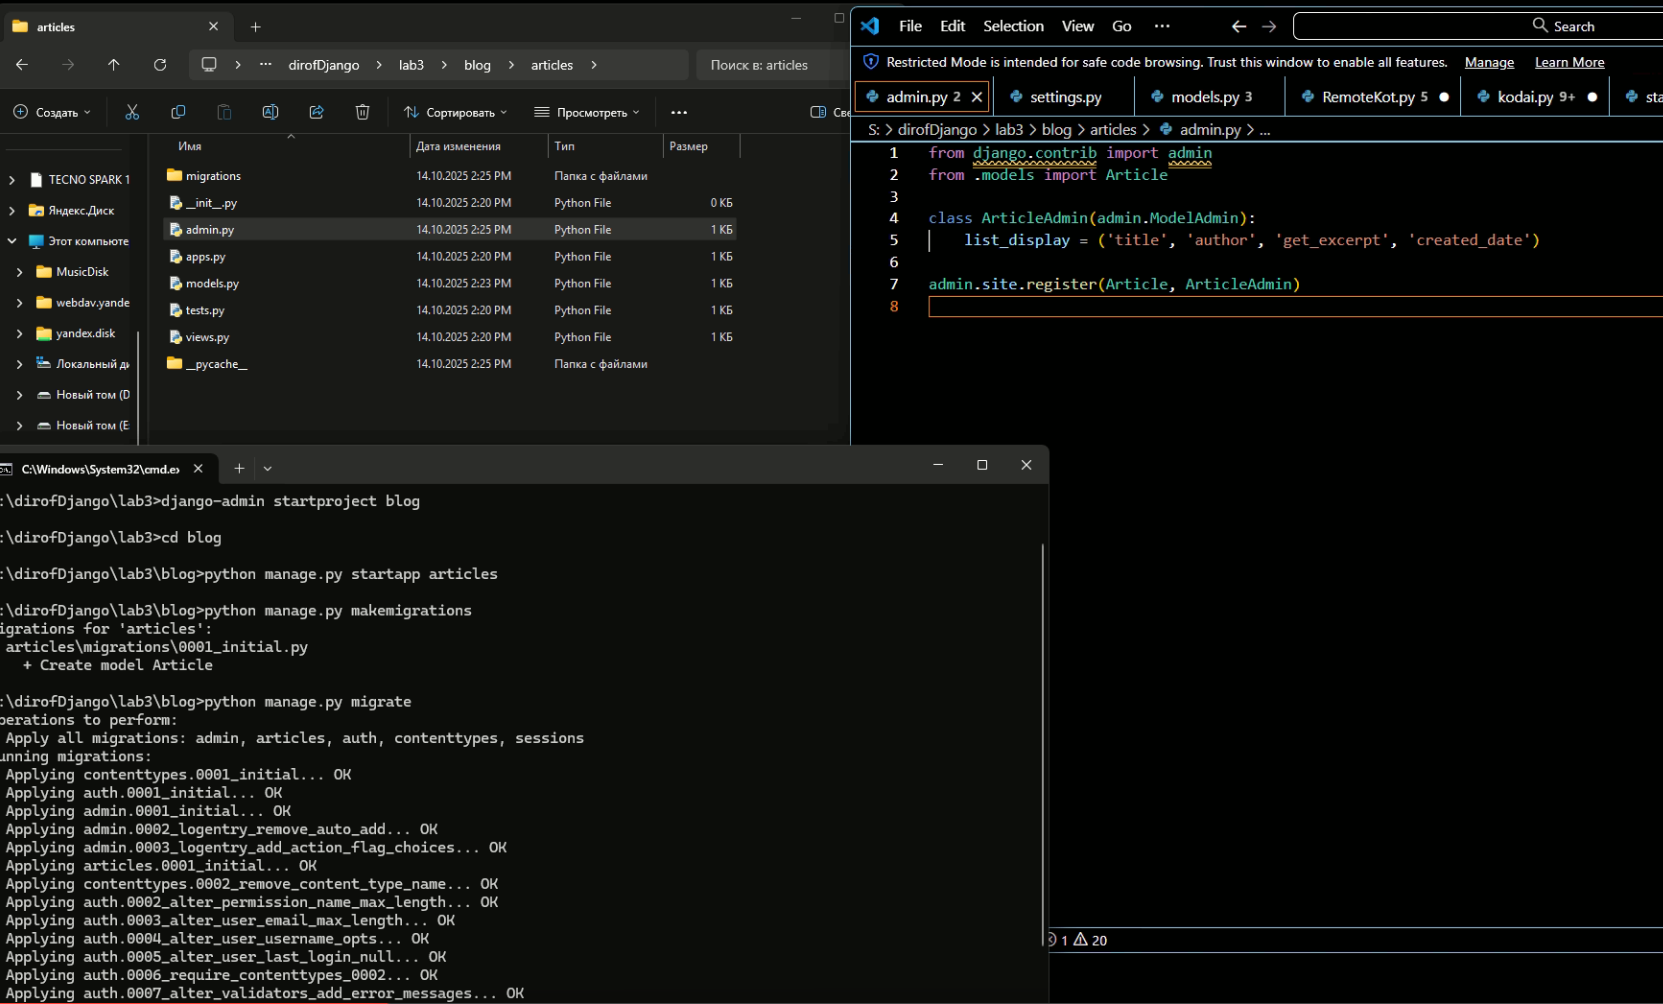 articles
dirofDjango > lab3 > blog > articles >
Поиск в: articles
Создать
Сортировать
Просмотреть
Имя
Дата изменения
Тип
Размер
TECNO SPARK 1
Яндекс.Диск
Этот компьюте
MusicDisk
webdav.yande
yandex.disk
Локальный ди
Новый том (D
Новый том (E
migrations 14.10.2025 2:25 PM Папка с файлами
__init__.py 14.10.2025 2:20 PM Python File 0 КБ
admin.py 14.10.2025 2:25 PM Python File 1 КБ
apps.py 14.10.2025 2:20 PM Python File 1 КБ
models.py 14.10.2025 2:23 PM Python File 1 КБ
tests.py 14.10.2025 2:20 PM Python File 1 КБ
views.py 14.10.2025 2:20 PM Python File 1 КБ
__pycache__ 14.10.2025 2:25 PM Папка с файлами
File Edit Selection View Go ···
Search
Restricted Mode is intended for safe code browsing. Trust this window to enable all features. Manage Learn More
admin.py 2
settings.py
models.py 3
RemoteKot.py 5
kodai.py 9+
sta
S: > dirofDjango > lab3 > blog > articles > admin.py > ...
1 from django.contrib import admin
2 from .models import Article
3
4 class ArticleAdmin(admin.ModelAdmin):
5 list_display = ('title', 'author', 'get_excerpt', 'created_date')
6
7 admin.site.register(Article, ArticleAdmin)
8
1 20
C:\Windows\System32\cmd.ex
:\dirofDjango\lab3>django-admin startproject blog
:\dirofDjango\lab3>cd blog
:\dirofDjango\lab3\blog>python manage.py startapp articles
:\dirofDjango\lab3\blog>python manage.py makemigrations
igrations for 'articles':
articles\migrations\0001_initial.py
+ Create model Article
:\dirofDjango\lab3\blog>python manage.py migrate
perations to perform:
Apply all migrations: admin, articles, auth, contenttypes, sessions
unning migrations:
Applying contenttypes.0001_initial... OK
Applying auth.0001_initial... OK
Applying admin.0001_initial... OK
Applying admin.0002_logentry_remove_auto_add... OK
Applying admin.0003_logentry_add_action_flag_choices... OK
Applying articles.0001_initial... OK
Applying contenttypes.0002_remove_content_type_name... OK
Applying auth.0002_alter_permission_name_max_length... OK
Applying auth.0003_alter_user_email_max_length... OK
Applying auth.0004_alter_user_username_opts... OK
Applying auth.0005_alter_user_last_login_null... OK
Applying auth.0006_require_contenttypes_0002... OK
Applying auth.0007_alter_validators_add_error_messages... OK